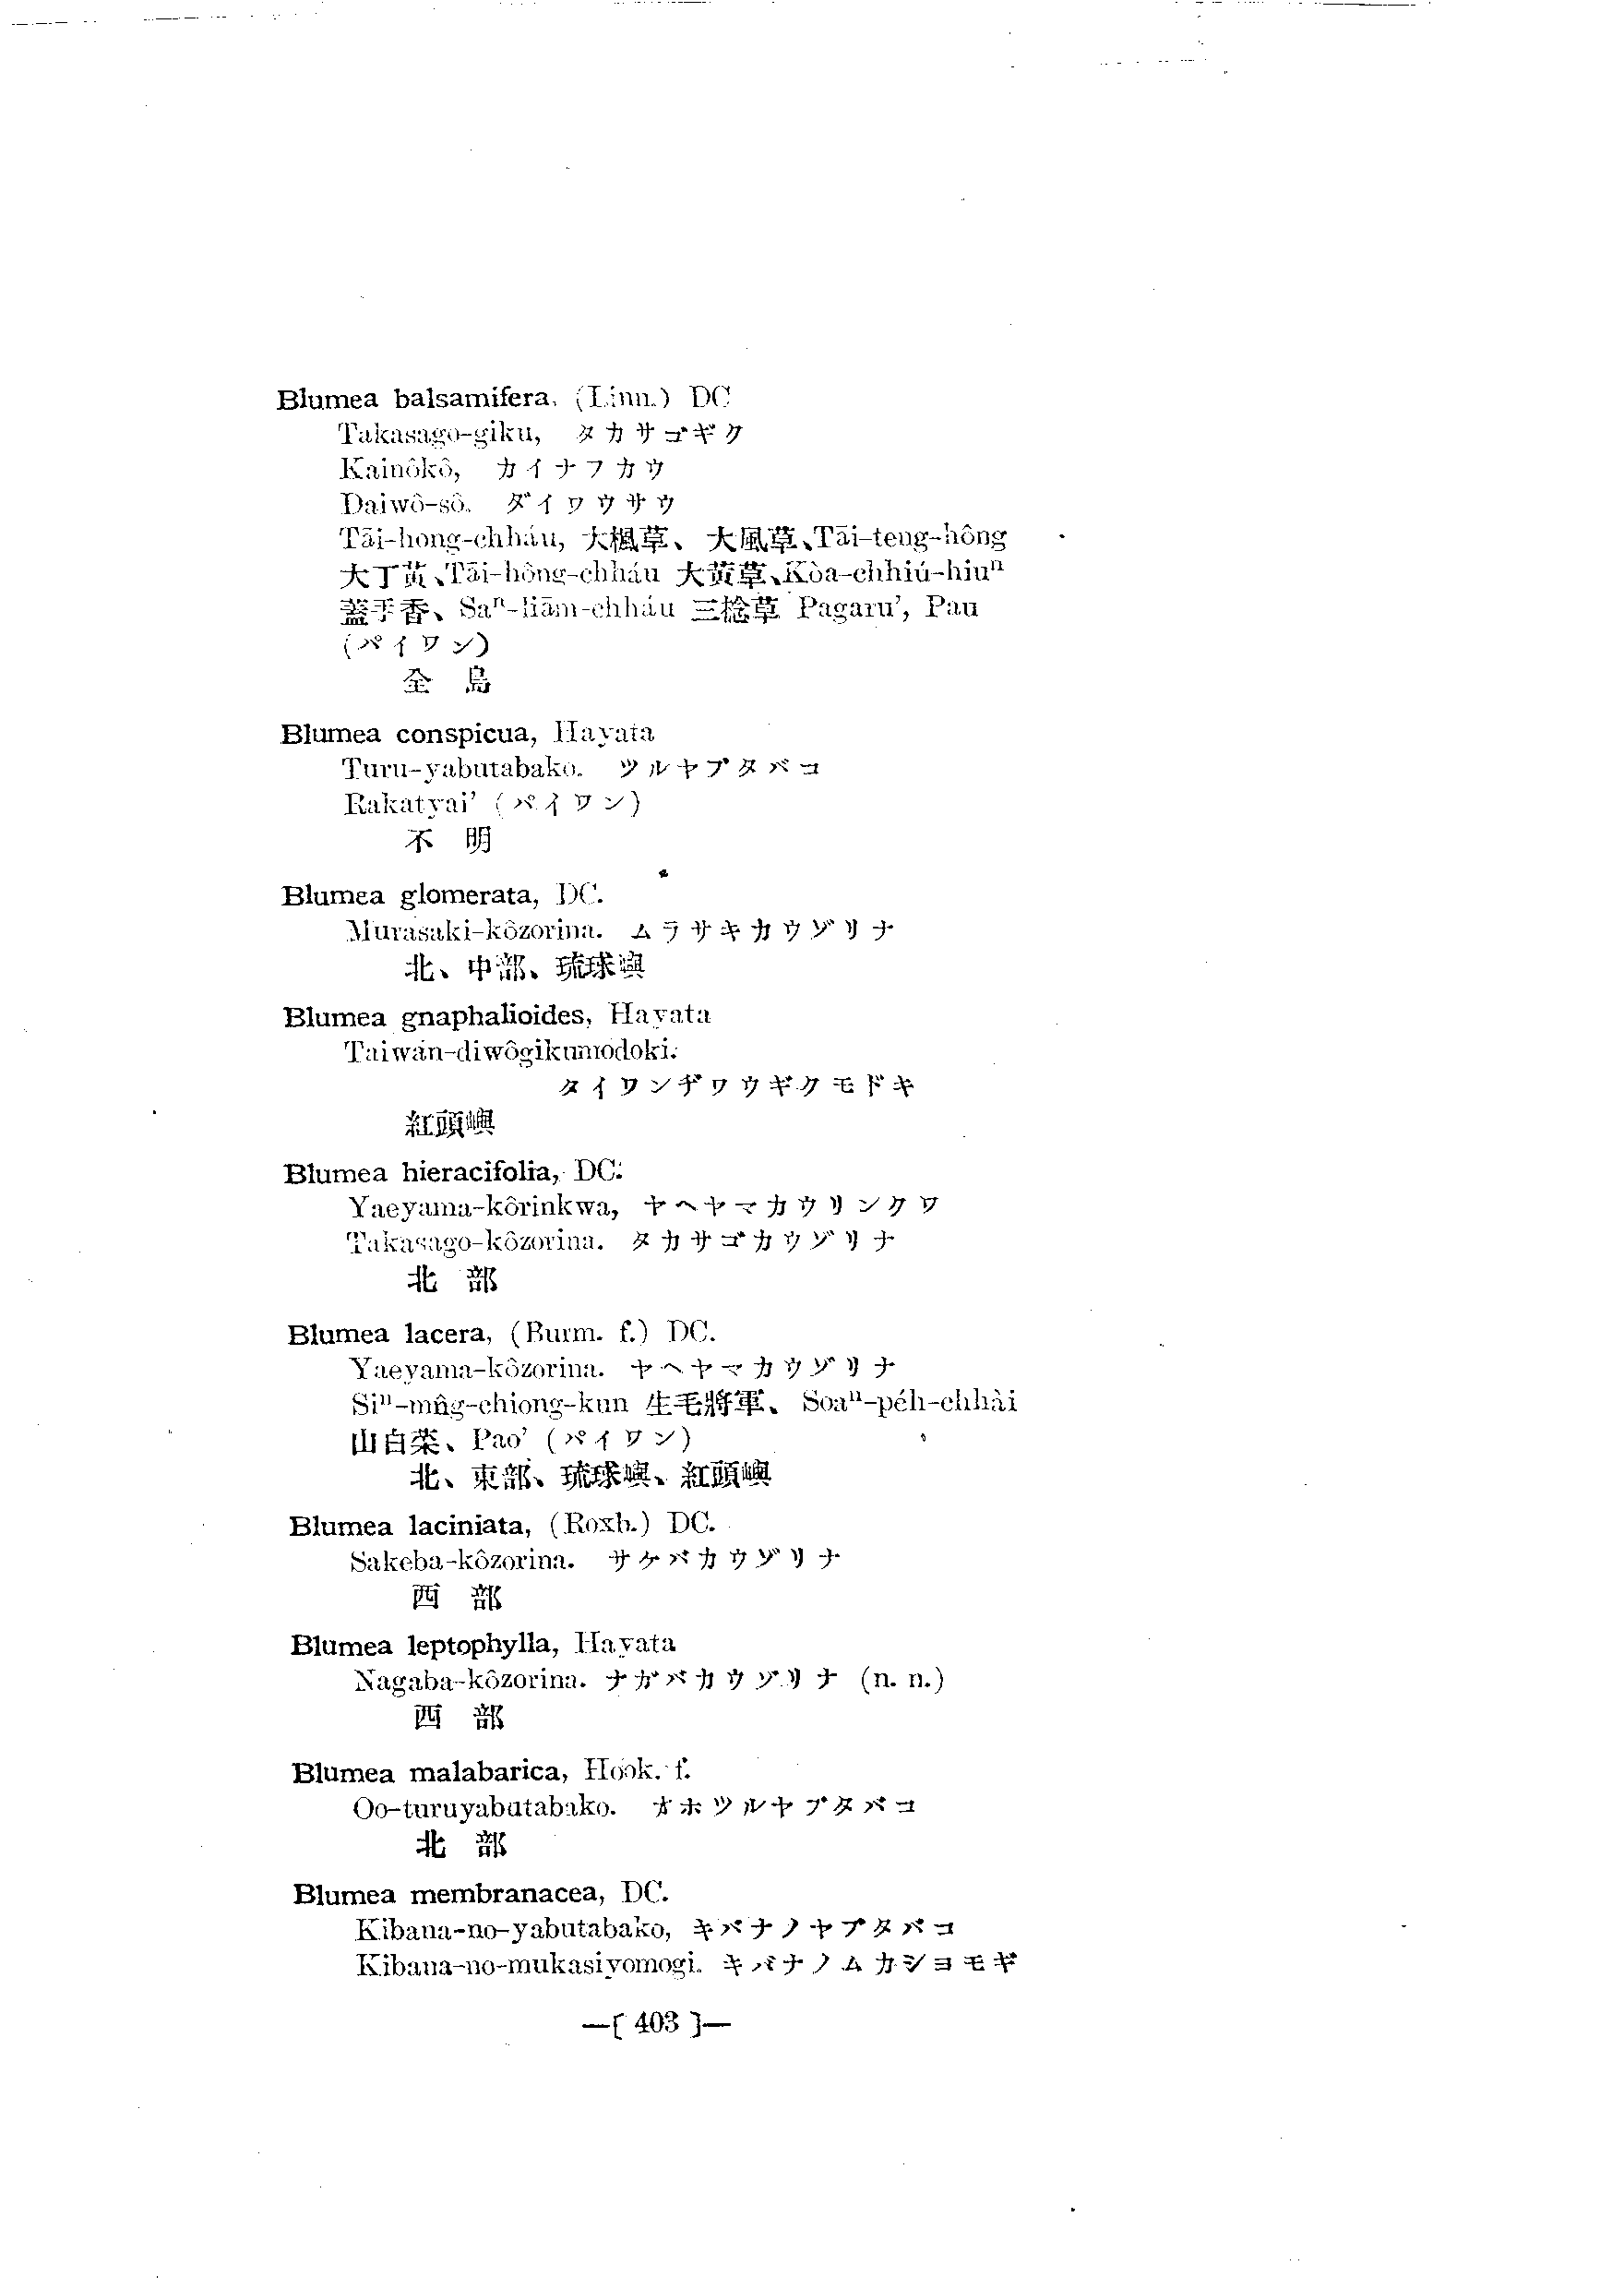 Blumea balsamifera, (Linn.) DC
Takasago-giku, タカサゴギク
Kainôkô, カイナフカウ
Daiwô-sô. ダイワウサウ
Tāi-hong-chháu, 大楓草、大風草、Tāi-teng-hông
大丁黃、Tāi-hông-chháu 大黃草、Kòa-chhiú-hiuⁿ
蓋手香、Saⁿ-liām-chháu 三捻草 Pagaru', Pau
(パイワン)
全島
Blumea conspicua, Hayata
Turu-yabutabako. ツルヤブタバコ
Rakatyai' (パイワン)
不明
Blumea glomerata, DC.
Murasaki-kôzorina. ムラサキカウゾリナ
北、中部、琉球嶼
Blumea gnaphalioides, Hayata
Taiwan-diwôgikumodoki.
タイワンヂワウギクモドキ
紅頭嶼
Blumea hieracifolia, DC.
Yaeyama-kôrinkwa, ヤヘヤマカウリンクワ
Takasago-kôzorina. タカサゴカウゾリナ
北部
Blumea lacera, (Burm. f.) DC.
Yaeyama-kôzorina. ヤヘヤマカウゾリナ
Siⁿ-mn̂g-chiong-kun 生毛將軍、Soaⁿ-péh-chhài
山白菜、Pao' (パイワン)
北、東部、琉球嶼、紅頭嶼
Blumea laciniata, (Roxb.) DC.
Sakeba-kôzorina. サケバカウゾリナ
西部
Blumea leptophylla, Hayata
Nagaba-kôzorina. ナガバカウゾリナ (n. n.)
西部
Blumea malabarica, Hook. f.
Oo-turuyabutabako. オホツルヤブタバコ
北部
Blumea membranacea, DC.
Kibana-no-yabutabako, キバナノヤブタバコ
Kibana-no-mukasiyomogi. キバナノムカシヨモギ
—[ 403 ]—